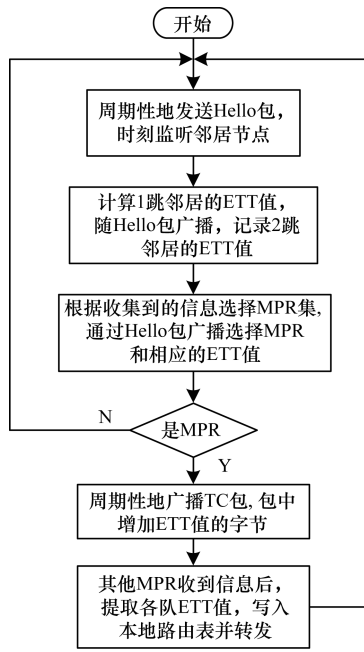 开始
周期性地发送Hello包，
时刻监听邻居节点
计算1跳邻居的ETT值，
随Hello包广播，记录2跳
邻居的ETT值
根据收集到的信息选择MPR集,
通过Hello包广播选择MPR
和相应的ETT值
是MPR
N
Y
周期性地广播TC包, 包中
增加ETT值的字节
其他MPR收到信息后，
提取各队ETT值，写入
本地路由表并转发